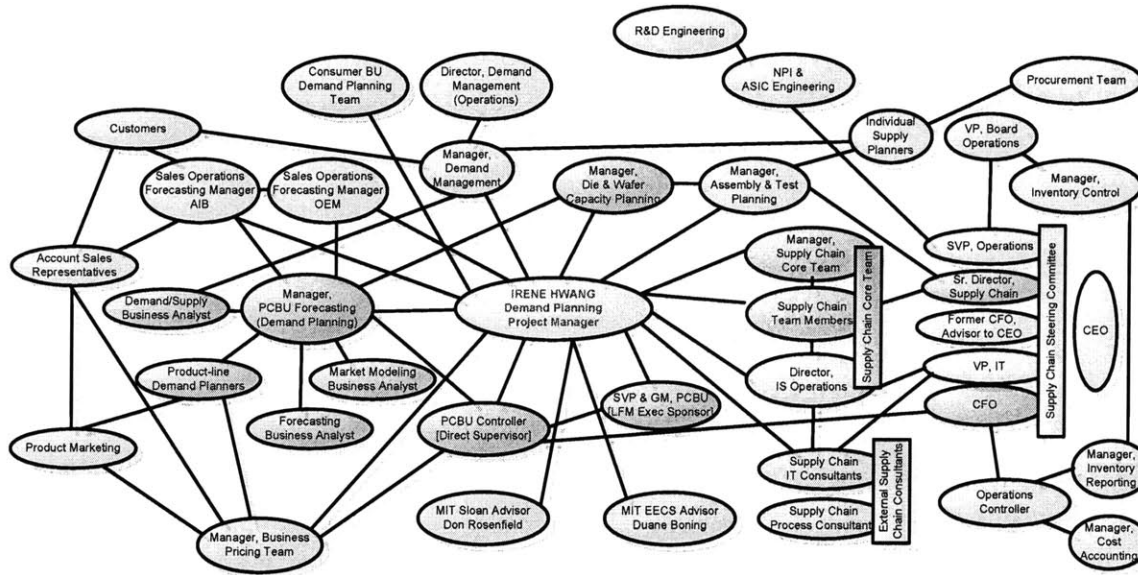 R&D Engineering
Consumer BU
Demand Planning
Team
Director, Demand
Management
(Operations)
NPI &
ASIC Engineering
Procurement Team
Customers
Individual
Supply
Planners
VP, Board
Operations
Manager,
Demand
Management
Sales Operations
Forecasting Manager
AIB
Sales Operations
Forecasting Manager
OEM
Manager,
Die & Wafer
Capacity Planning
Manager,
Assembly & Test
Planning
Manager,
Inventory Control
Account Sales
Representatives
Manager,
Supply Chain
Core Team
SVP, Operations
Demand/Supply
Business Analyst
Manager,
PCBU Forecasting
(Demand Planning)
IRENE HWANG
Demand Planning
Project Manager
Supply Chain
Team Members
Supply Chain Core Team
Sr. Director,
Supply Chain
Former CFO,
Advisor to CEO
Supply Chain Steering Committee
CEO
Product-line
Demand Planners
Market Modeling
Business Analyst
Director,
IS Operations
VP, IT
Forecasting
Business Analyst
PCBU Controller
[Direct Supervisor]
SVP & GM, PCBU
[LFM Exec Sponsor]
CFO
Product Marketing
Supply Chain
IT Consultants
Manager,
Inventory
Reporting
Manager, Business
Pricing Team
MIT Sloan Advisor
Don Rosenfield
MIT EECS Advisor
Duane Boning
Supply Chain
Process Consultant
External Supply
Chain Consultants
Operations
Controller
Manager,
Cost
Accounting